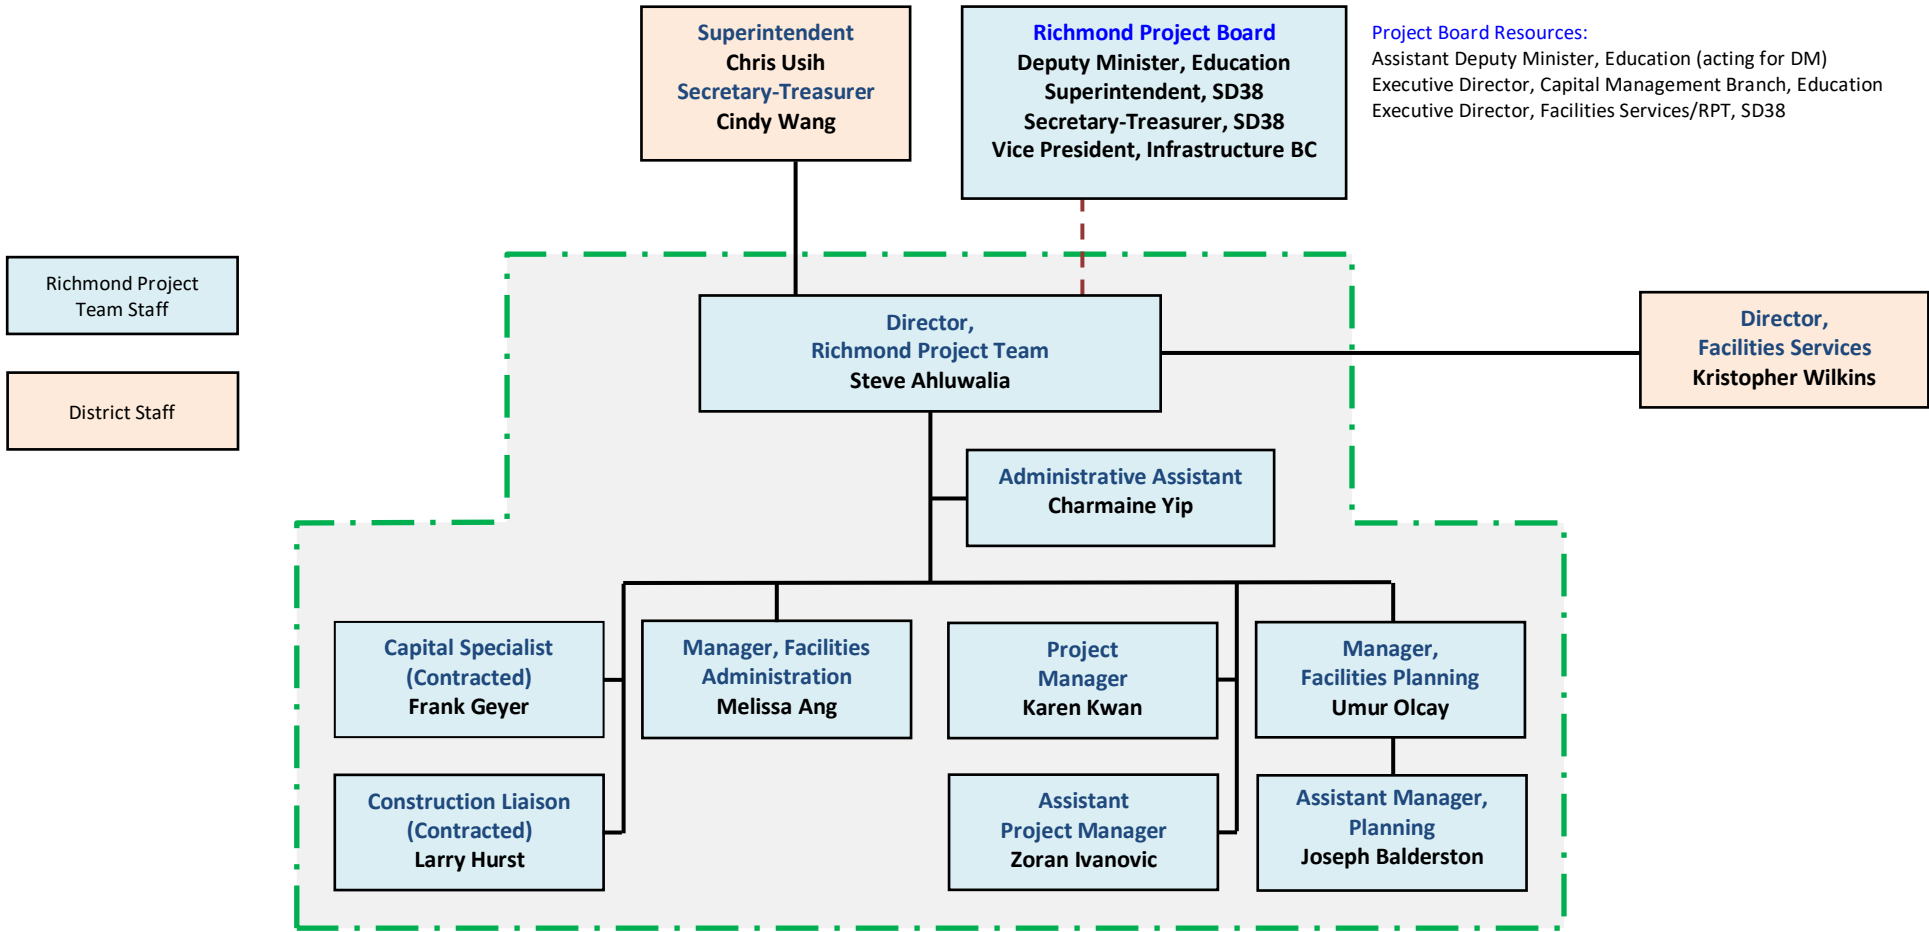 Superintendent
Chris Usih
Secretary-Treasurer
Cindy Wang
Richmond Project Board
Deputy Minister, Education
Superintendent, SD38
Secretary-Treasurer, SD38
Vice President, Infrastructure BC
Project Board Resources:
Assistant Deputy Minister, Education (acting for DM)
Executive Director, Capital Management Branch, Education
Executive Director, Facilities Services/RPT, SD38
Richmond Project
Team Staff
District Staff
Director,
Richmond Project Team
Steve Ahluwalia
Director,
Facilities Services
Kristopher Wilkins
Administrative Assistant
Charmaine Yip
Capital Specialist
(Contracted)
Frank Geyer
Manager, Facilities
Administration
Melissa Ang
Project
Manager
Karen Kwan
Manager,
Facilities Planning
Umur Olcay
Construction Liaison
(Contracted)
Larry Hurst
Assistant
Project Manager
Zoran Ivanovic
Assistant Manager,
Planning
Joseph Balderston